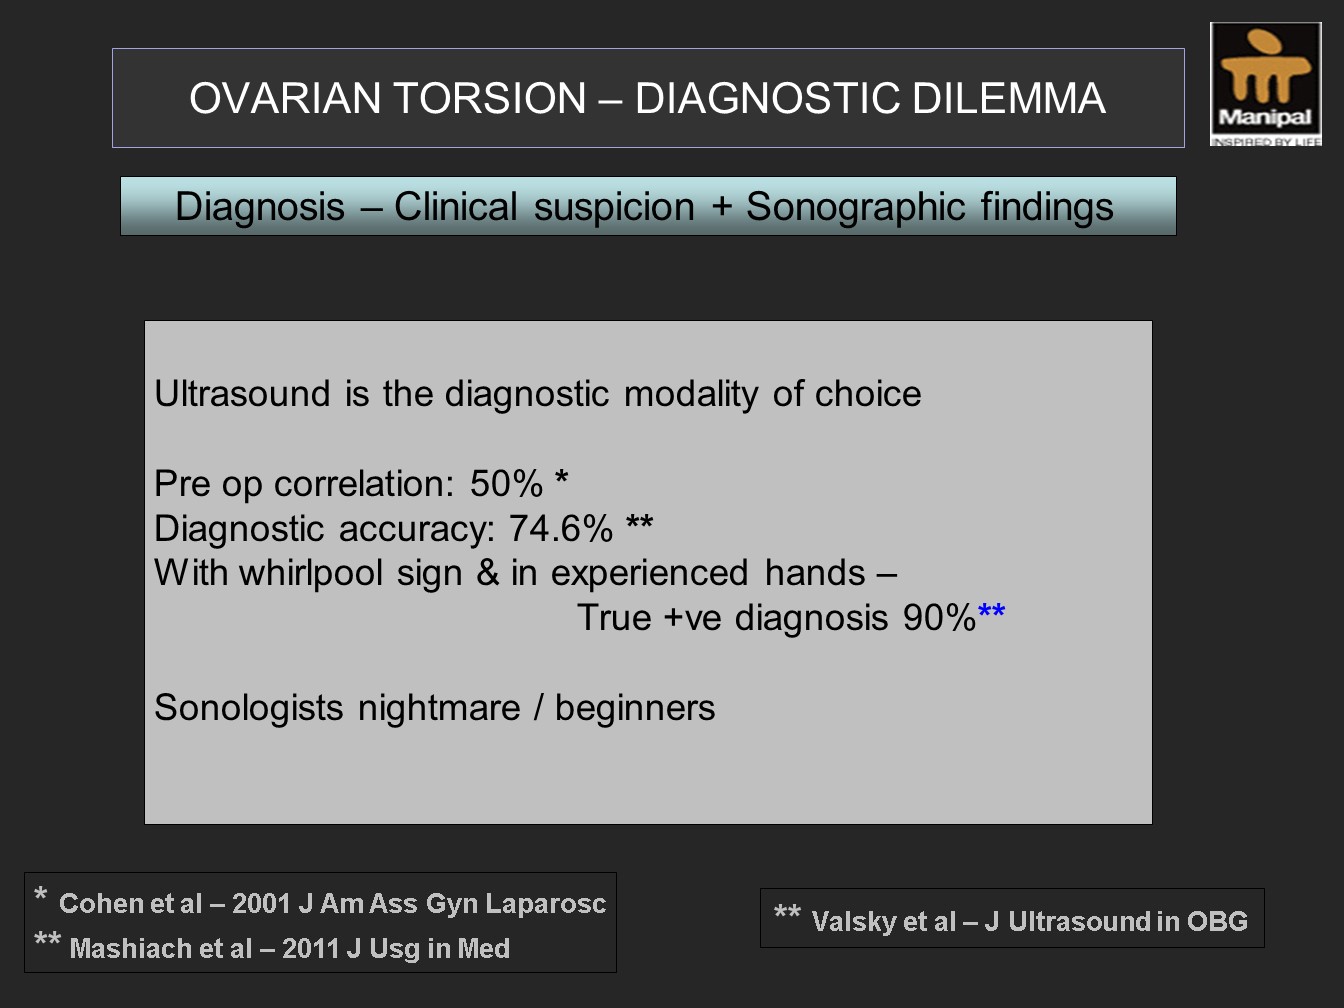 OVARIAN TORSION – DIAGNOSTIC DILEMMA
Manipal
INSPIRED BY LIFE
Diagnosis – Clinical suspicion + Sonographic findings
Ultrasound is the diagnostic modality of choice
Pre op correlation: 50% *
Diagnostic accuracy: 74.6% **
With whirlpool sign & in experienced hands –
True +ve diagnosis 90%**
Sonologists nightmare / beginners
* Cohen et al – 2001 J Am Ass Gyn Laparosc
** Mashiach et al – 2011 J Usg in Med
** Valsky et al – J Ultrasound in OBG